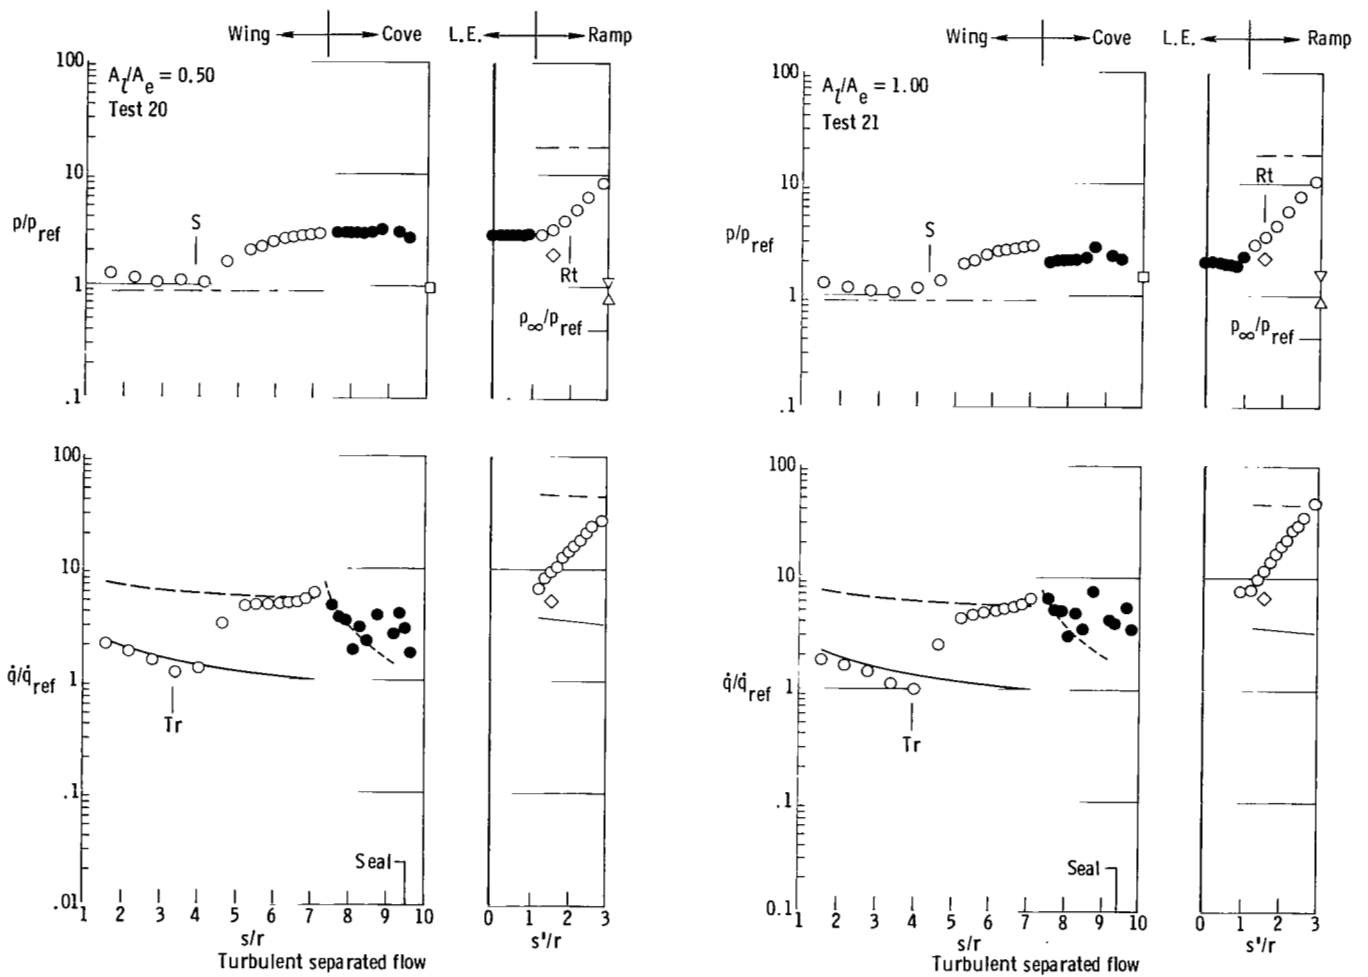 Wing Cove L.E. Ramp
A_l/A_e = 0.50
Test 20
100
10
1
.1
p/p_ref
S
Rt
p_∞/p_ref
100
10
1
.1
.01
q̇/q̇_ref
Tr
Seal
1 2 3 4 5 6 7 8 9 10
s/r
0 1 2 3
s'/r
Turbulent separated flow
Wing Cove L.E. Ramp
A_l/A_e = 1.00
Test 21
100
10
1
.1
p/p_ref
S
Rt
p_∞/p_ref
100
10
1
.1
0.1
q̇/q̇_ref
Tr
Seal
1 2 3 4 5 6 7 8 9 10
s/r
0 1 2 3
s'/r
Turbulent separated flow